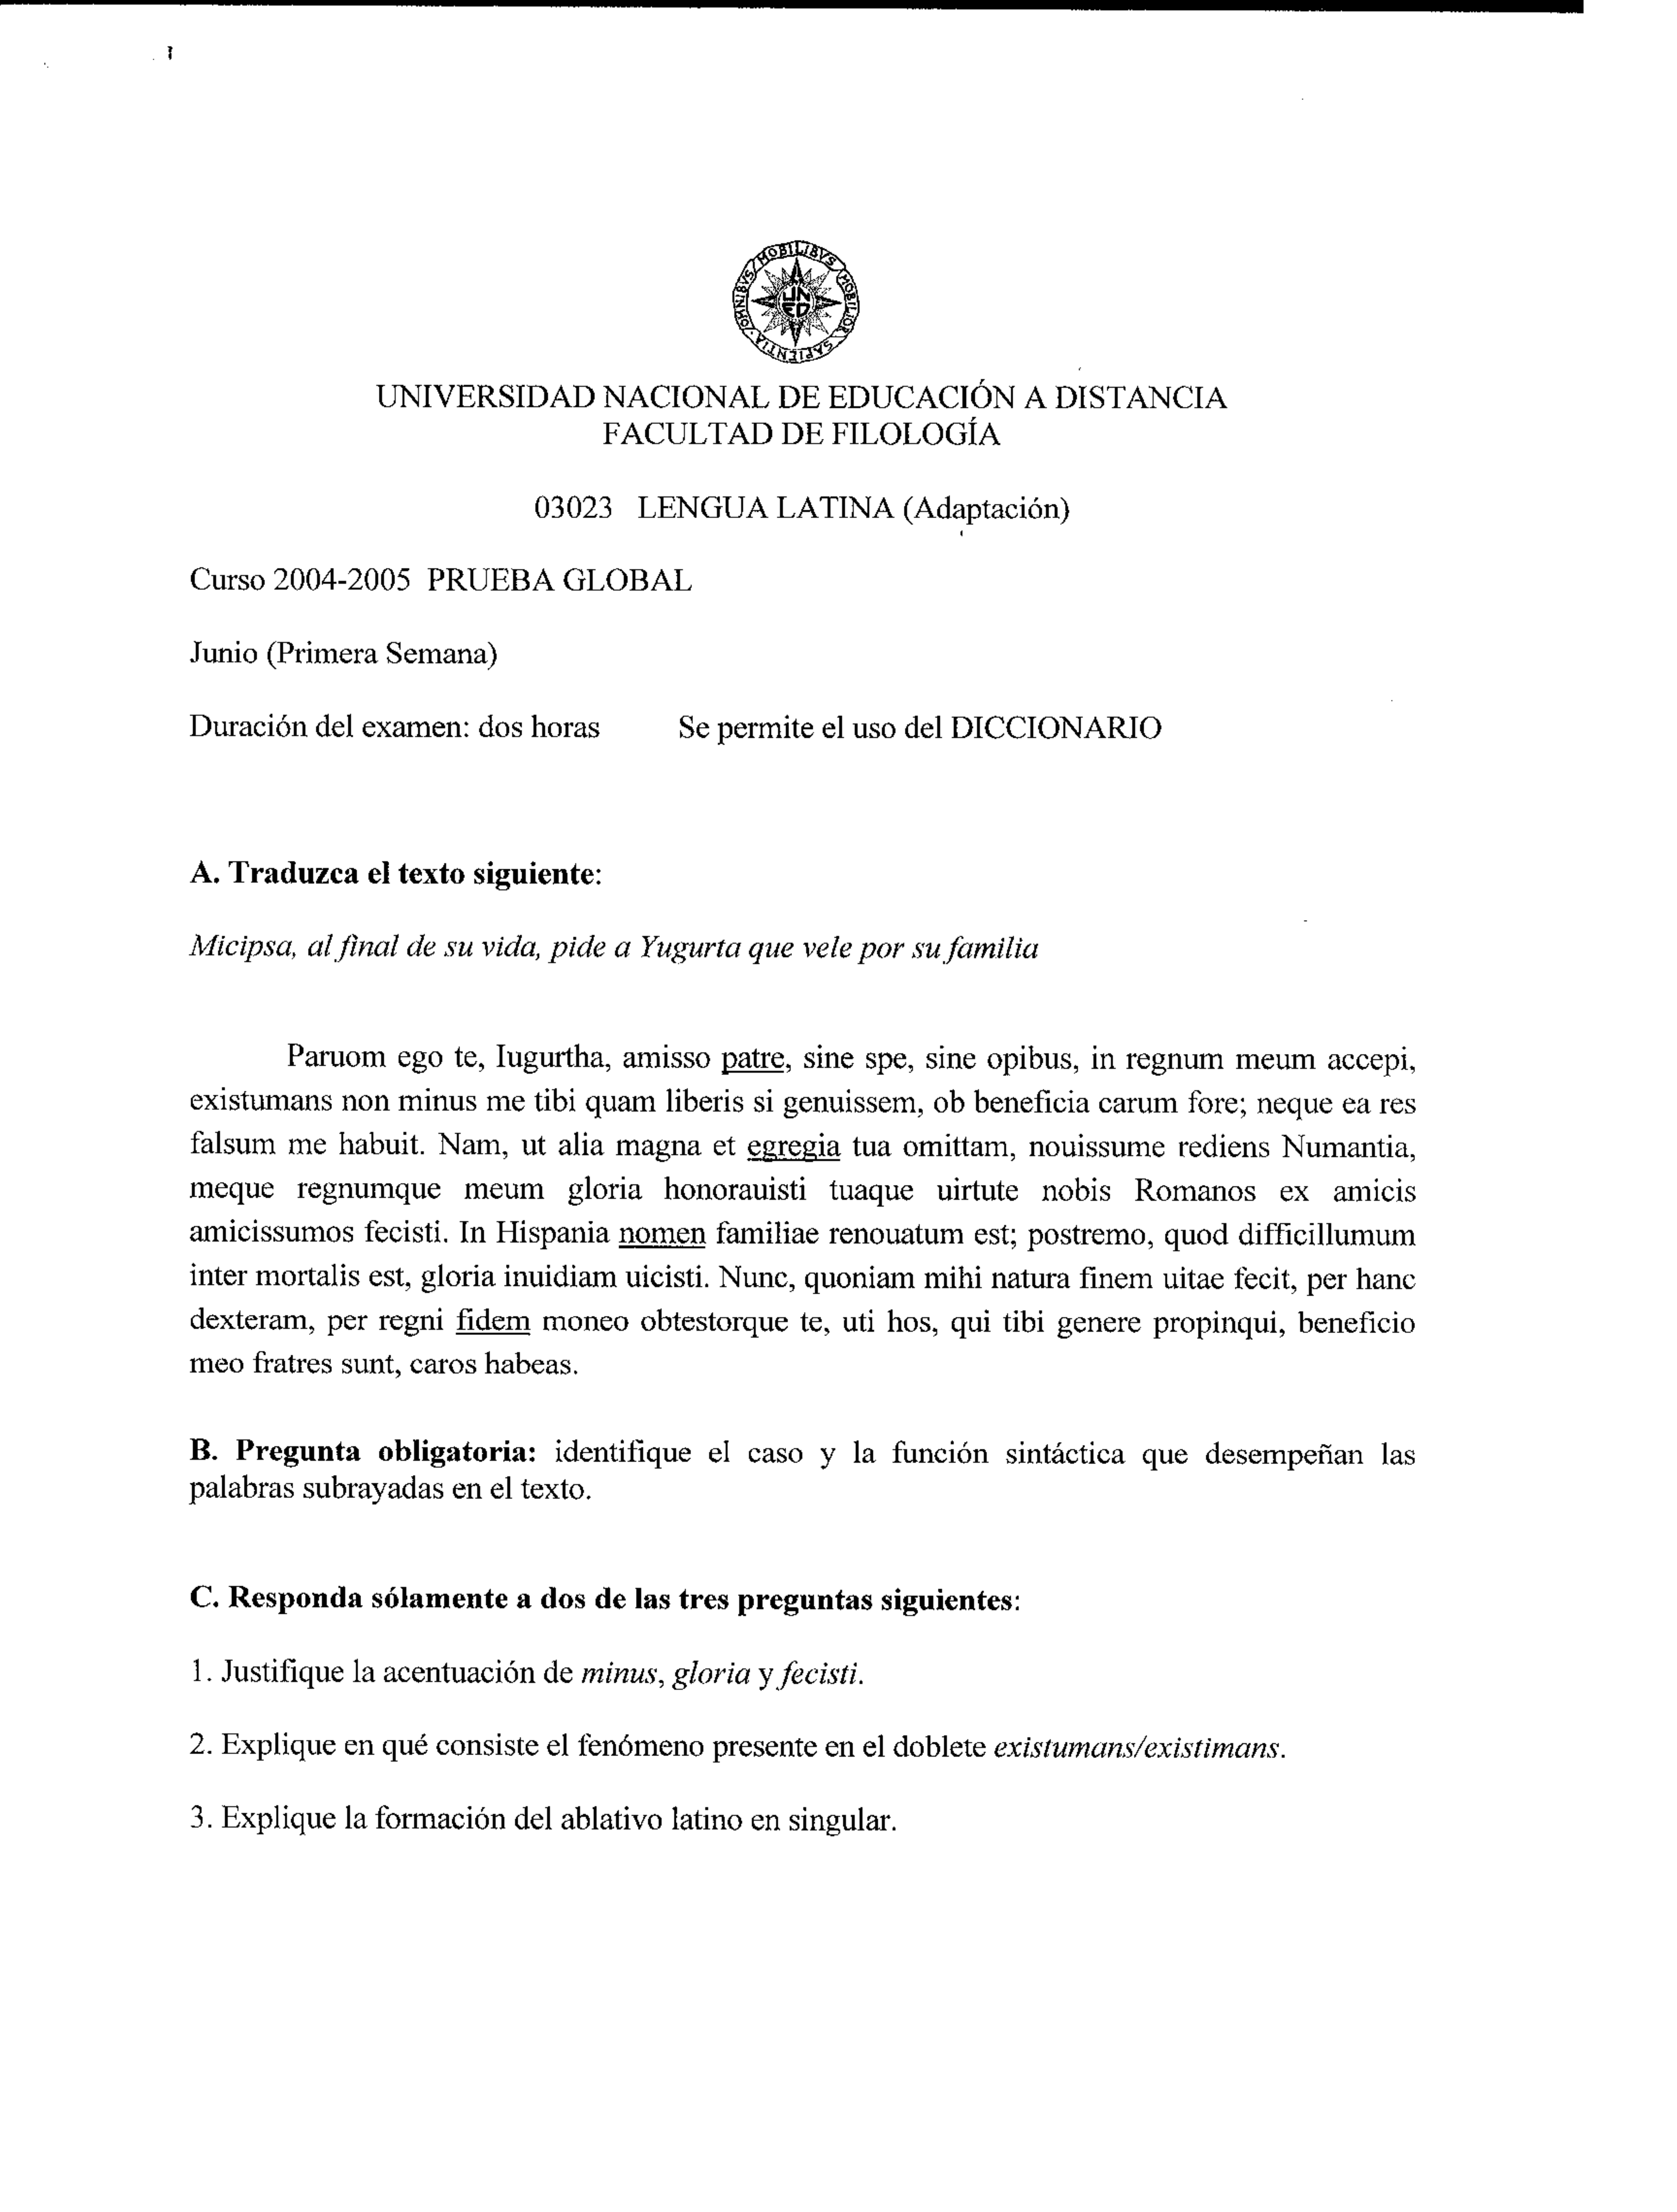 OMNIBVS MOBILIBVS MOBILIOR SAPIENTIA
UNED
UNIVERSIDAD NACIONAL DE EDUCACIÓN A DISTANCIA
FACULTAD DE FILOLOGÍA
03023 LENGUA LATINA (Adaptación)
Curso 2004-2005 PRUEBA GLOBAL
Junio (Primera Semana)
Duración del examen: dos horas Se permite el uso del DICCIONARIO
A. Traduzca el texto siguiente:
Micipsa, al final de su vida, pide a Yugurta que vele por su familia
Paruom ego te, Iugurtha, amisso patre, sine spe, sine opibus, in regnum meum accepi,
existumans non minus me tibi quam liberis si genuissem, ob beneficia carum fore; neque ea res
falsum me habuit. Nam, ut alia magna et egregia tua omittam, nouissume rediens Numantia,
meque regnumque meum gloria honorauisti tuaque uirtute nobis Romanos ex amicis
amicissumos fecisti. In Hispania nomen familiae renouatum est; postremo, quod difficillumum
inter mortalis est, gloria inuidiam uicisti. Nunc, quoniam mihi natura finem uitae fecit, per hanc
dexteram, per regni fidem moneo obtestorque te, uti hos, qui tibi genere propinqui, beneficio
meo fratres sunt, caros habeas.
B. Pregunta obligatoria: identifique el caso y la función sintáctica que desempeñan las
palabras subrayadas en el texto.
C. Responda sólamente a dos de las tres preguntas siguientes:
1. Justifique la acentuación de minus, gloria y fecisti.
2. Explique en qué consiste el fenómeno presente en el doblete existumans/existimans.
3. Explique la formación del ablativo latino en singular.